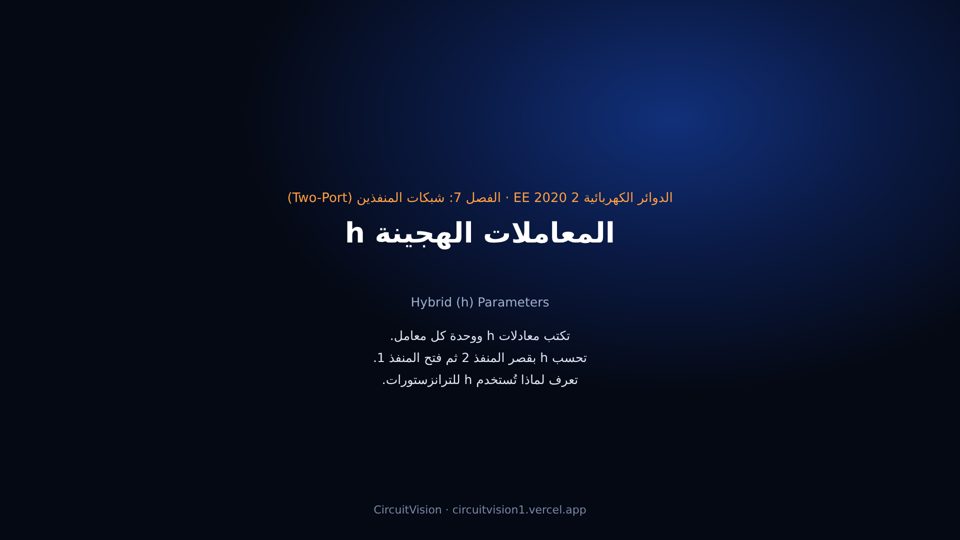 الدوائر الكهربائية 2 EE 2020 · الفصل 7: شبكات المنفذين (Two-Port)
المعاملات الهجينة h
Hybrid (h) Parameters
تكتب معادلات h ووحدة كل معامل.
تحسب h بقصر المنفذ 2 ثم فتح المنفذ 1.
تعرف لماذا تُستخدم h للترانزستورات.
CircuitVision · circuitvision1.vercel.app